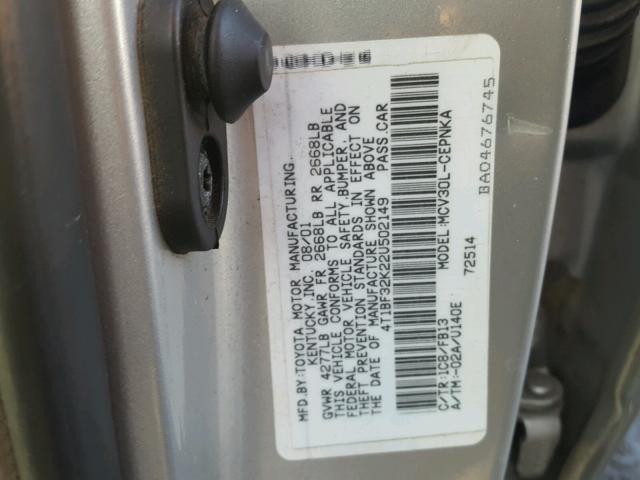 MFD.BY:TOYOTA MOTOR MANUFACTURING.
KENTUCKY, INC. 08/01
GVWR 4277LB GAWR FR 2668LB RR 2668LB
THIS VEHICLE CONFORMS TO ALL APPLICABLE
FEDERAL MOTOR VEHICLE SAFETY,BUMPER, AND
THEFT PREVENTION STANDARDS IN EFFECT ON
THE DATE OF MANUFACTURE SHOWN ABOVE
4T1BF32K22U502149 PASS.CAR
C/TR:1C8/FB13 MODEL:MCV30L-CEPNKA
A/TM:-02A/U140E 72514
BA04676745